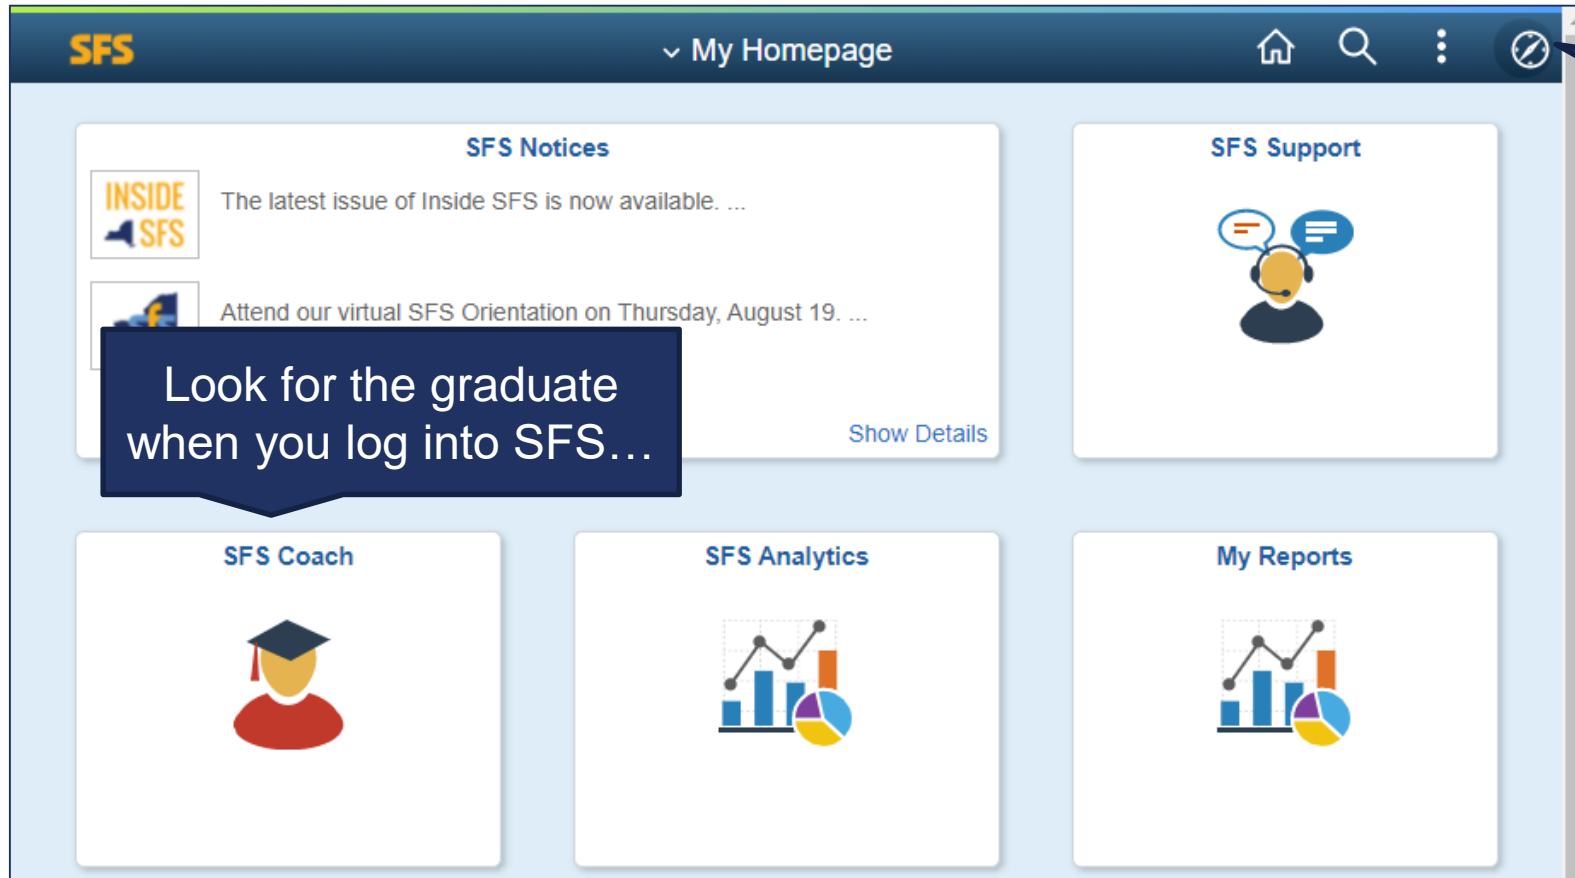 SFS
My Homepage
SFS Notices
INSIDE
SFS
The latest issue of Inside SFS is now available. ...
Attend our virtual SFS Orientation on Thursday, August 19. ...
Show Details
SFS Support
Look for the graduate
when you log into SFS…
SFS Coach
SFS Analytics
My Reports